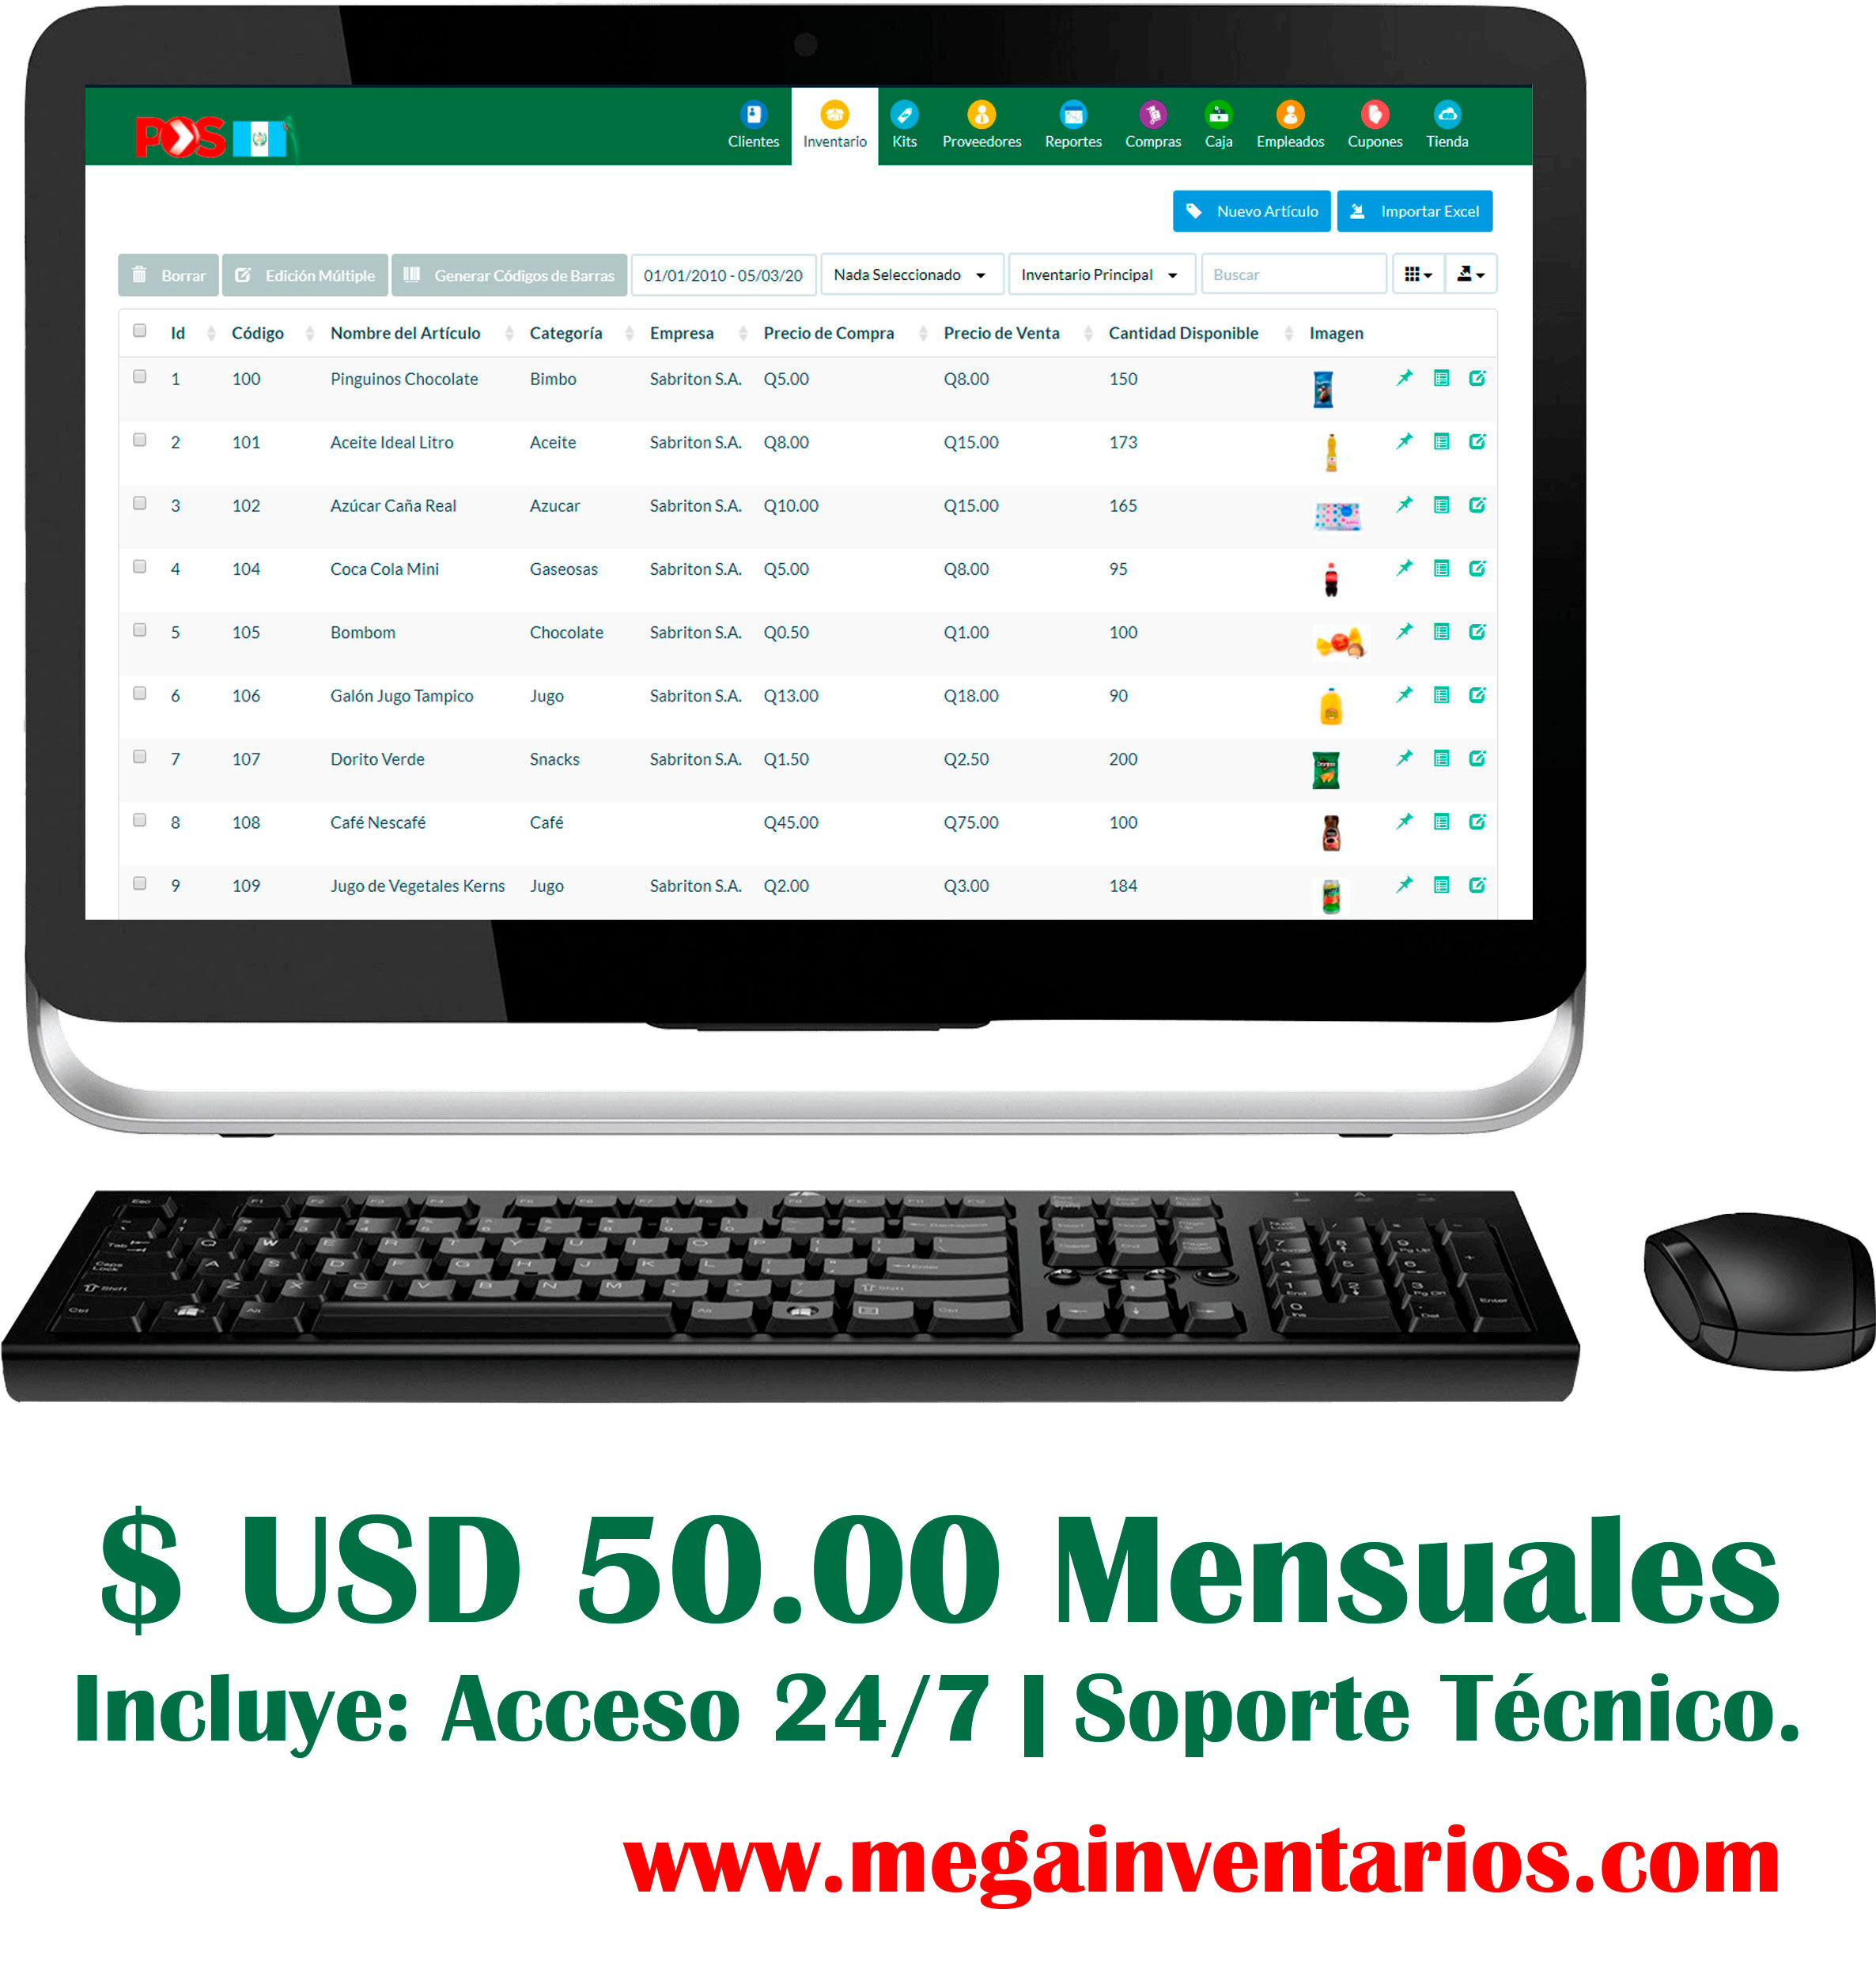 POS
Clientes Inventario Kits Proveedores Reportes Compras Caja Empleados Cupones Tienda
Nuevo Artículo Importar Excel
Borrar Edición Múltiple Generar Códigos de Barras 01/01/2010 - 05/03/20 Nada Seleccionado Inventario Principal Buscar
Id Código Nombre del Artículo Categoría Empresa Precio de Compra Precio de Venta Cantidad Disponible Imagen
1 100 Pinguinos Chocolate Bimbo Sabriton S.A. Q5.00 Q8.00 150
2 101 Aceite Ideal Litro Aceite Sabriton S.A. Q8.00 Q15.00 173
3 102 Azúcar Caña Real Azucar Sabriton S.A. Q10.00 Q15.00 165
4 104 Coca Cola Mini Gaseosas Sabriton S.A. Q5.00 Q8.00 95
5 105 Bombom Chocolate Sabriton S.A. Q0.50 Q1.00 100
6 106 Galón Jugo Tampico Jugo Sabriton S.A. Q13.00 Q18.00 90
7 107 Dorito Verde Snacks Sabriton S.A. Q1.50 Q2.50 200
8 108 Café Nescafé Café Q45.00 Q75.00 100
9 109 Jugo de Vegetales Kerns Jugo Sabriton S.A. Q2.00 Q3.00 184
$ USD 50.00 Mensuales
Incluye: Acceso 24/7 | Soporte Técnico.
www.megainventarios.com